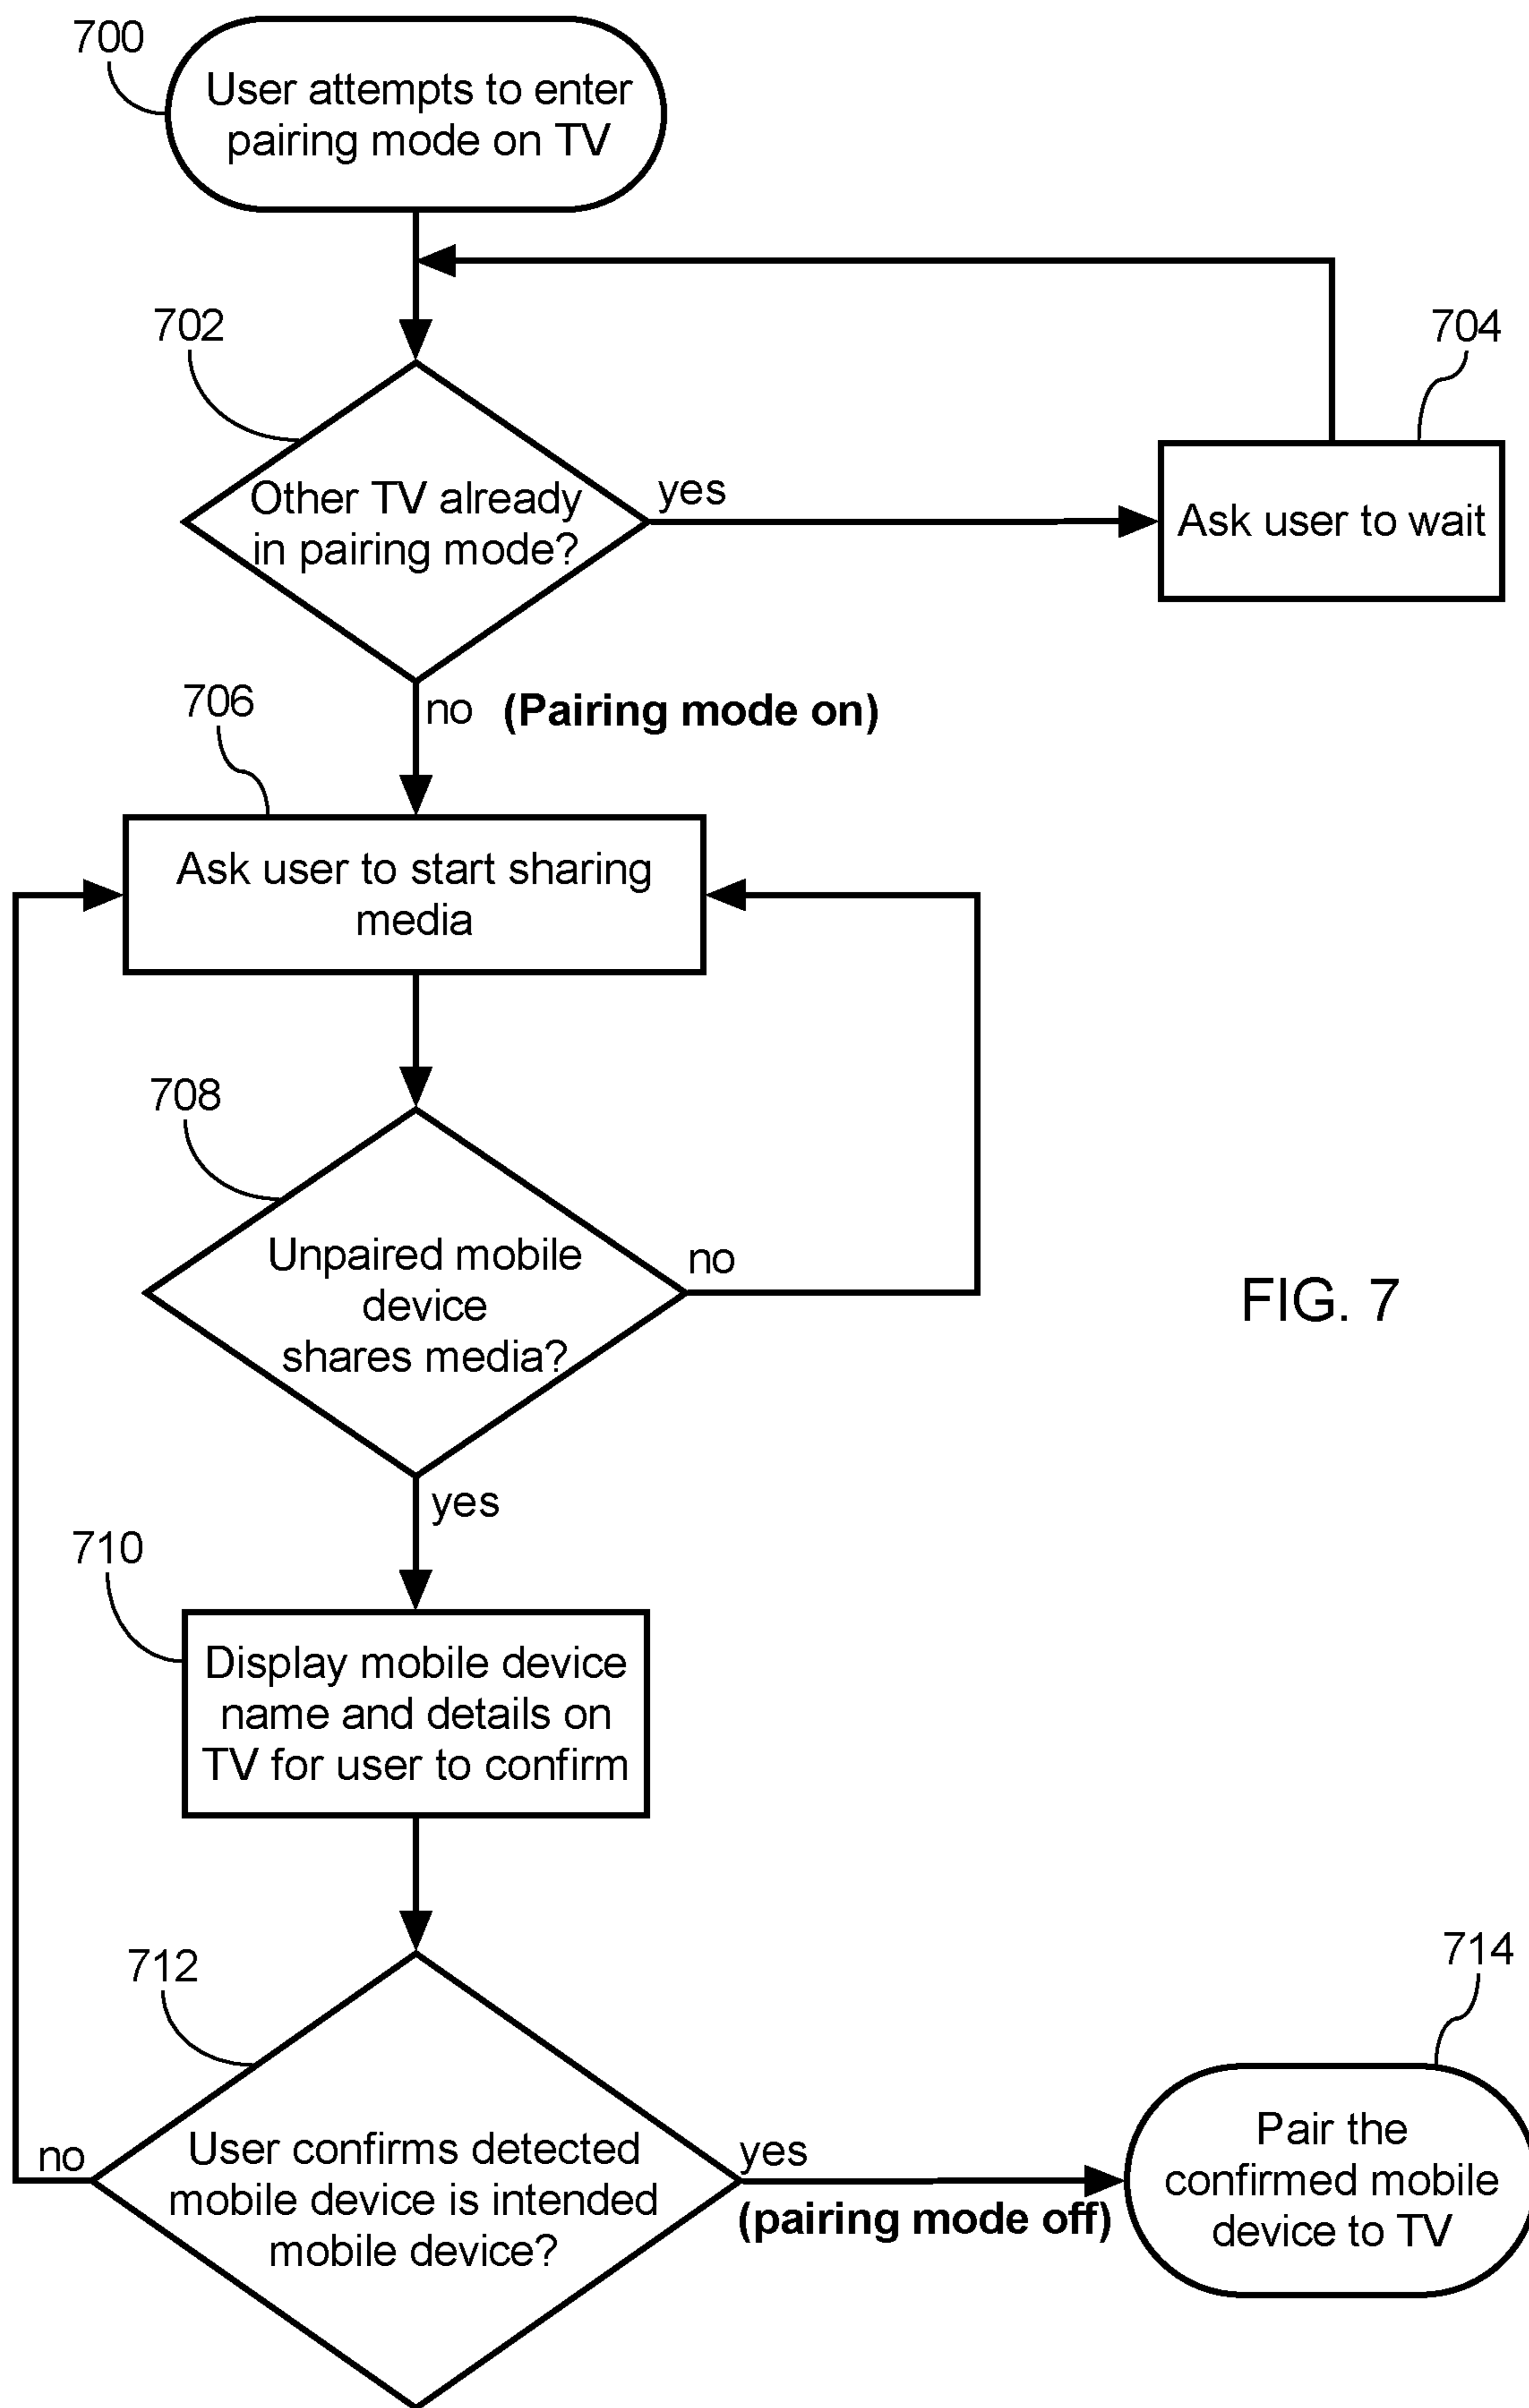 700
User attempts to enter
pairing mode on TV
702
704
Other TV already
in pairing mode?
yes
Ask user to wait
706
no (Pairing mode on)
Ask user to start sharing
media
708
Unpaired mobile
device
shares media?
no
FIG. 7
yes
710
Display mobile device
name and details on
TV for user to confirm
712
714
no
User confirms detected
mobile device is intended
mobile device?
yes
(pairing mode off)
Pair the
confirmed mobile
device to TV